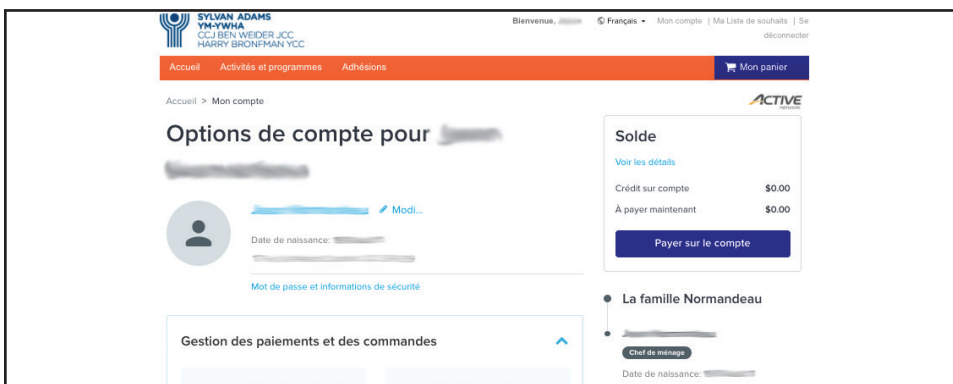 SYLVAN ADAMS
YM-YWHA
CCJ BEN WEIDER JCC
HARRY BRONFMAN YCC
Bienvenue,
Français
Mon compte | Ma Liste de souhaits | Se déconnecter
Accueil Activités et programmes Adhésions
Mon panier
Accueil > Mon compte
ACTIVE
network
Options de compte pour
Modi...
Date de naissance:
Mot de passe et informations de sécurité
Gestion des paiements et des commandes
Solde
Voir les détails
Crédit sur compte $0.00
À payer maintenant $0.00
Payer sur le compte
La famille Normandeau
Chef de ménage
Date de naissance: